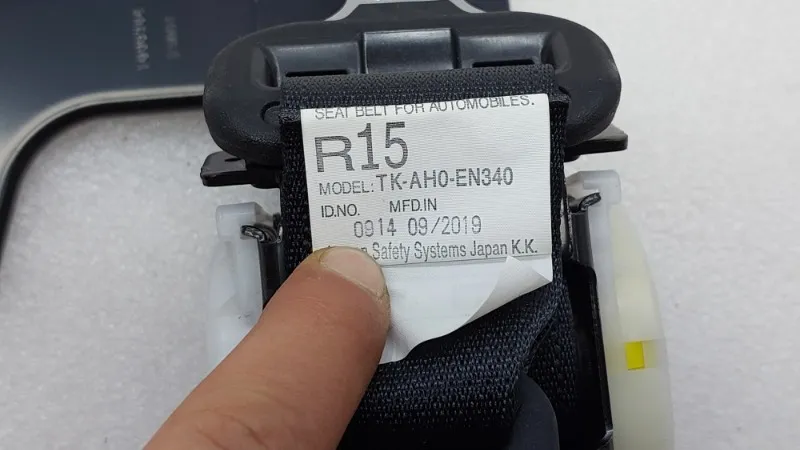 SEAT BELT FOR AUTOMOBILES.
R15
MODEL: TK-AH0-EN340
ID.NO. MFD.IN
0914 09/2019
Safety Systems Japan K.K.